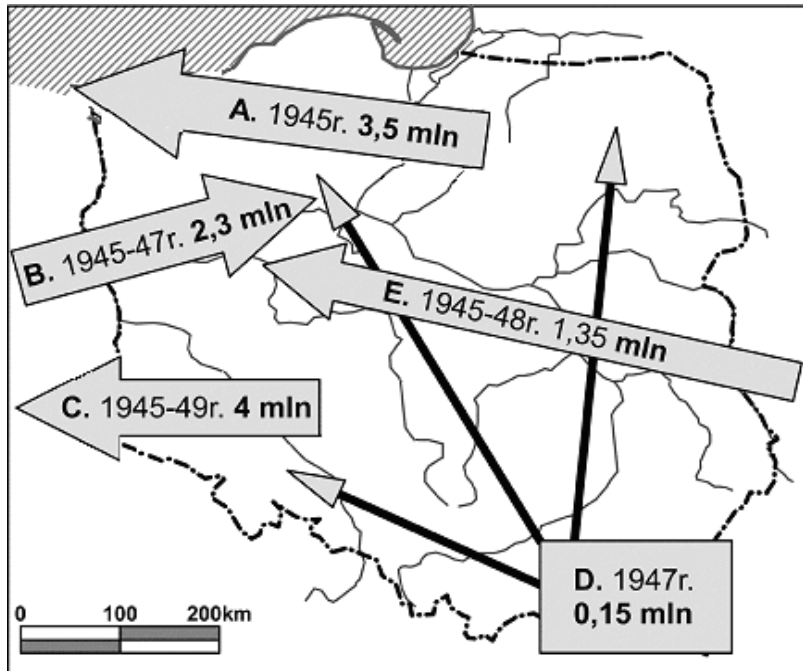 A. 1945r. 3,5 mln
B. 1945-47r. 2,3 mln
E. 1945-48r. 1,35 mln
C. 1945-49r. 4 mln
D. 1947r.
0,15 mln
0 100 200km